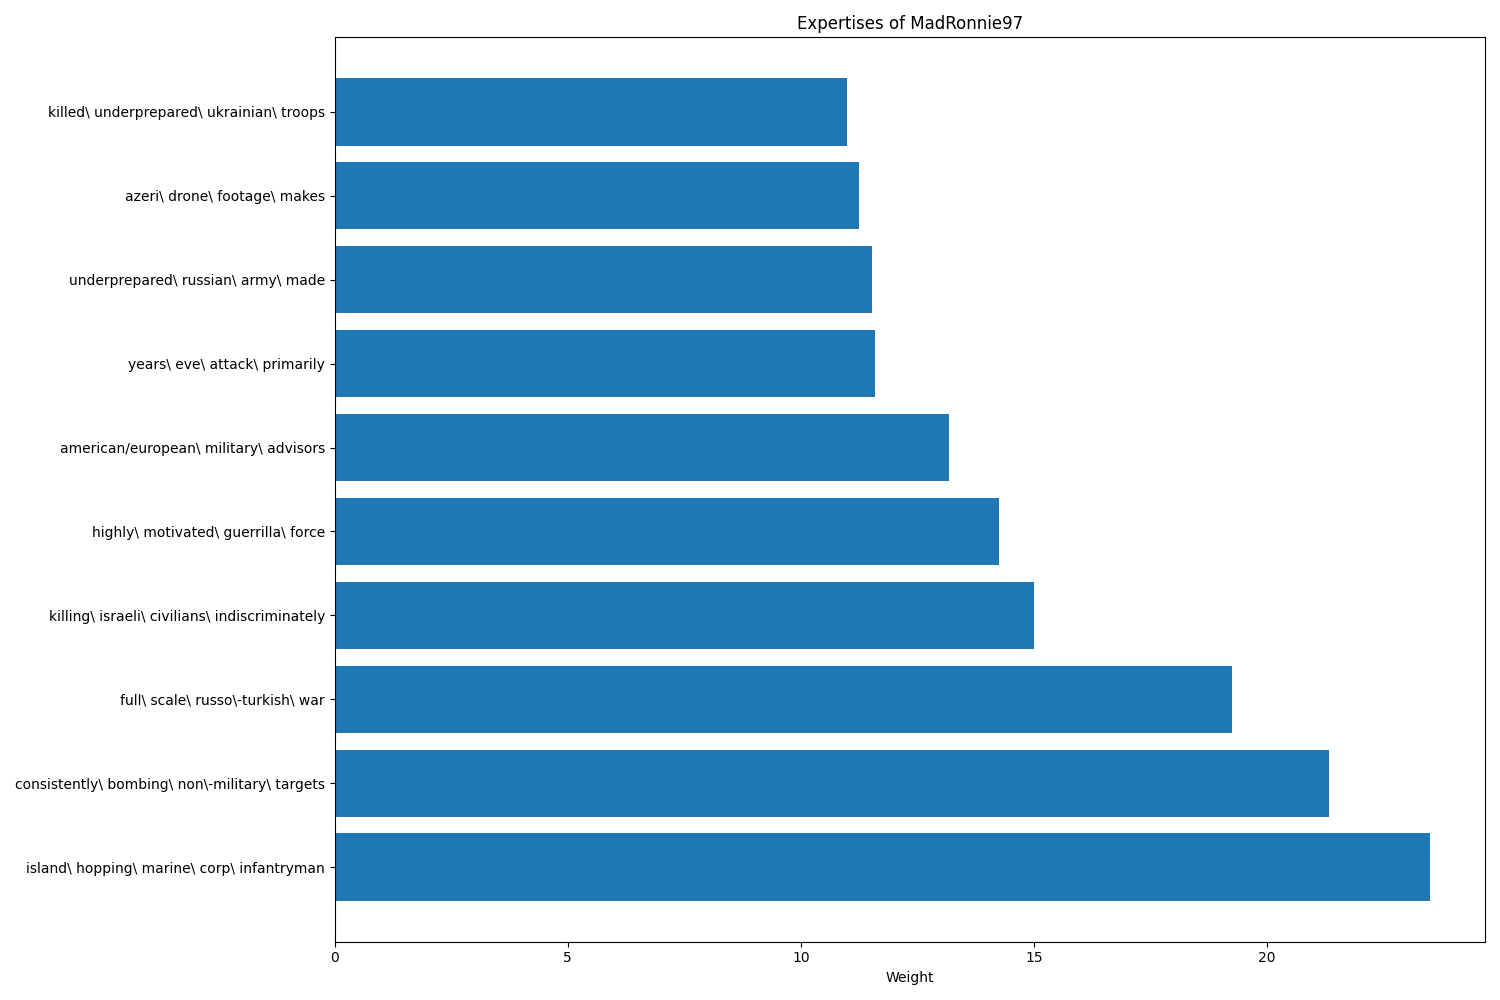 Expertises of MadRonnie97
killed\ underprepared\ ukrainian\ troops
azeri\ drone\ footage\ makes
underprepared\ russian\ army\ made
years\ eve\ attack\ primarily
american/european\ military\ advisors
highly\ motivated\ guerrilla\ force
killing\ israeli\ civilians\ indiscriminately
full\ scale\ russo\-turkish\ war
consistently\ bombing\ non\-military\ targets
island\ hopping\ marine\ corp\ infantryman
0 5 10 15 20
Weight